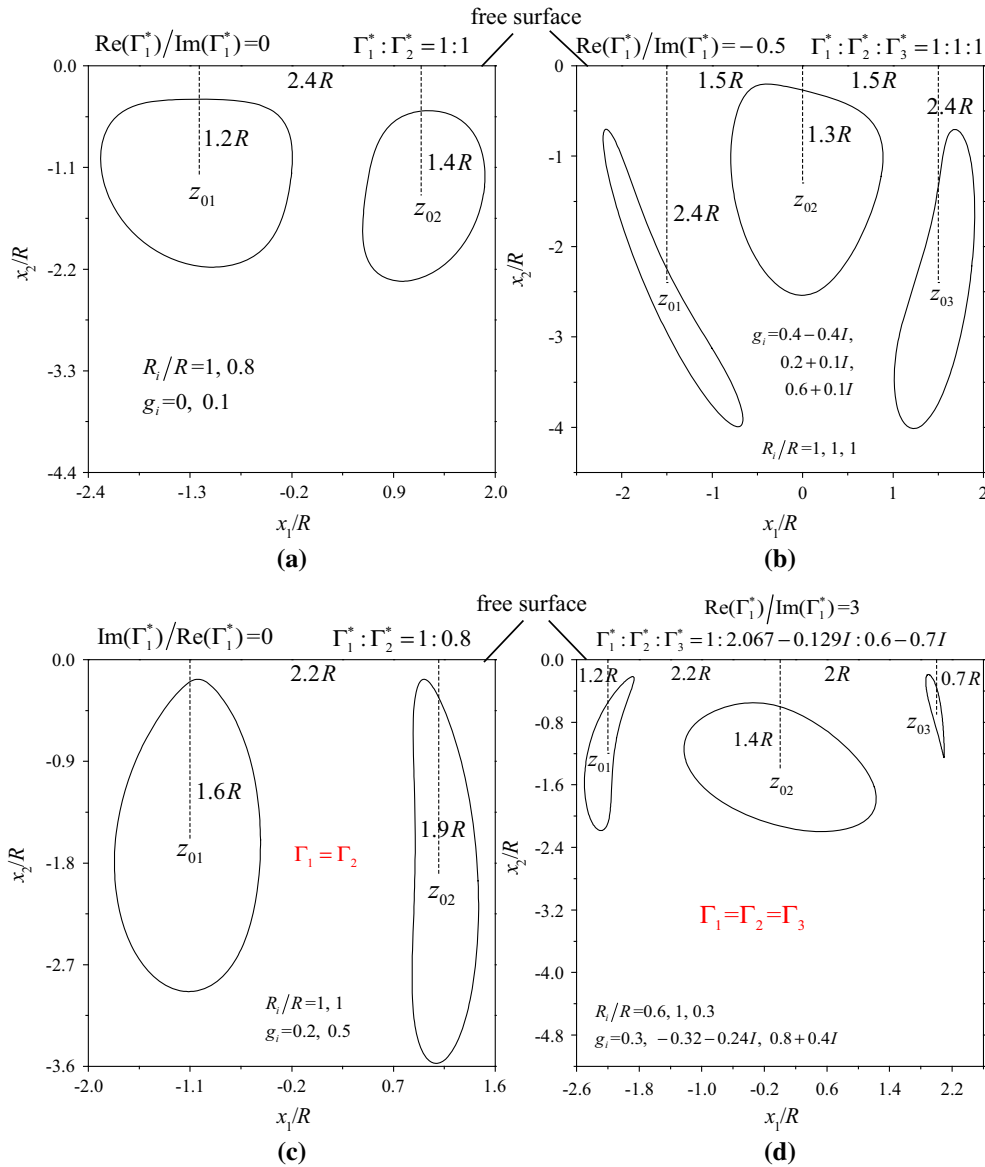 free surface
Re(Γ₁*)/Im(Γ₁*)=0
Γ₁*:Γ₂*=1:1
0.0
-1.1
-2.2
-3.3
-4.4
x₂/R
2.4R
1.2R
z₀₁
1.4R
z₀₂
Rᵢ/R=1, 0.8
gᵢ=0, 0.1
-2.4
-1.3
-0.2
0.9
2.0
x₁/R
(a)
Re(Γ₁*)/Im(Γ₁*)=−0.5
Γ₁*:Γ₂*:Γ₃*=1:1:1
0
-1
-2
-3
-4
x₂/R
1.5R
1.5R
2.4R
1.3R
z₀₂
2.4R
z₀₁
z₀₃
gᵢ=0.4−0.4I,
0.2+0.1I,
0.6+0.1I
Rᵢ/R=1, 1, 1
-2
-1
0
1
2
x₁/R
(b)
free surface
Im(Γ₁*)/Re(Γ₁*)=0
Γ₁*:Γ₂*=1:0.8
0.0
-0.9
-1.8
-2.7
-3.6
x₂/R
2.2R
1.6R
z₀₁
1.9R
z₀₂
Γ₁=Γ₂
Rᵢ/R=1, 1
gᵢ=0.2, 0.5
-2.0
-1.1
-0.2
0.7
1.6
x₁/R
(c)
Re(Γ₁*)/Im(Γ₁*)=3
Γ₁*:Γ₂*:Γ₃*=1:2.067−0.129I:0.6−0.7I
0.0
-0.8
-1.6
-2.4
-3.2
-4.0
-4.8
x₂/R
1.2R
2.2R
2R
0.7R
z₀₃
1.4R
z₀₁
z₀₂
Γ₁=Γ₂=Γ₃
Rᵢ/R=0.6, 1, 0.3
gᵢ=0.3, −0.32−0.24I, 0.8+0.4I
-2.6
-1.8
-1.0
-0.2
0.6
1.4
2.2
x₁/R
(d)